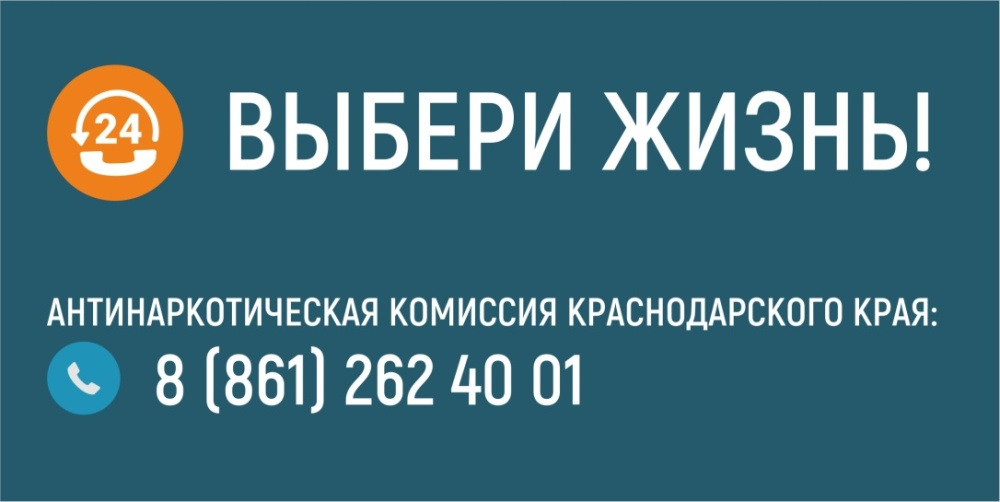 24
ВЫБЕРИ ЖИЗНЬ!
АНТИНАРКОТИЧЕСКАЯ КОМИССИЯ КРАСНОДАРСКОГО КРАЯ:
8 (861) 262 40 01